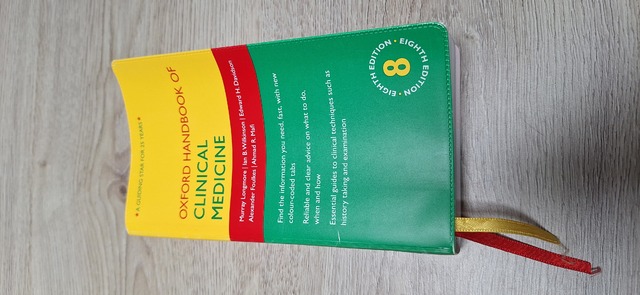 ★ A GUIDING STAR FOR 25 YEARS ★
OXFORD HANDBOOK OF
CLINICAL
MEDICINE
Murray Longmore | Ian B. Wilkinson | Edward H. Davidson
Alexander Foulkes | Ahmad R. Mafi
Find the information you need, fast, with new
colour-coded tabs
Reliable and clear advice on what to do,
when and how
Essential guides to clinical techniques such as
history taking and examination
EIGHTH EDITION • EIGHTH EDITION •
8